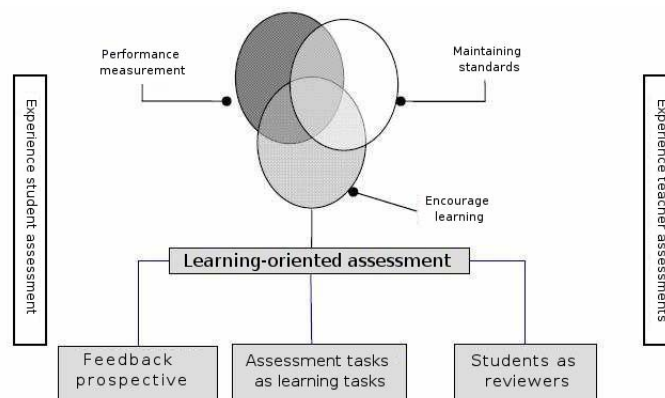 Performance
measurement
Maintaining
standards
Experience student assessment
Experience teacher assessments
Encourage
learning
Learning-oriented assessment
Feedback
prospective
Assessment tasks
as learning tasks
Students as
reviewers